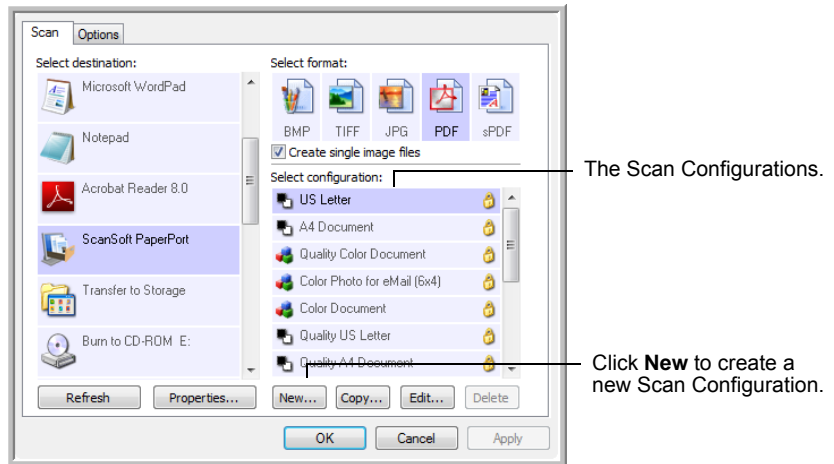 Scan Options
Select destination:
Microsoft WordPad
Notepad
Acrobat Reader 8.0
ScanSoft PaperPort
Transfer to Storage
Burn to CD-ROM E:
Refresh Properties...
Select format:
BMP TIFF JPG PDF sPDF
Create single image files
Select configuration:
US Letter
A4 Document
Quality Color Document
Color Photo for eMail (6x4)
Color Document
Quality US Letter
Quality A4 Document
New... Copy... Edit... Delete
OK Cancel Apply
The Scan Configurations.
Click New to create a
new Scan Configuration.